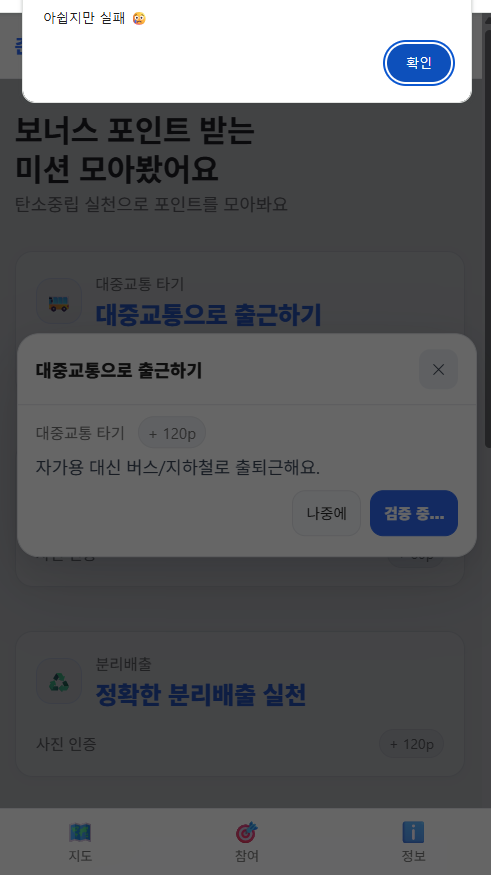 아쉽지만 실패 😳
확인
보너스 포인트 받는
미션 모아봤어요
탄소중립 실천으로 포인트를 모아봐요
대중교통 타기
대중교통으로 출근하기
대중교통으로 출근하기
대중교통 타기 + 120p
자가용 대신 버스/지하철로 출퇴근해요.
나중에 검증 중...
사진 인증
분리배출
정확한 분리배출 실천
사진 인증 + 120p
지도 참여 정보